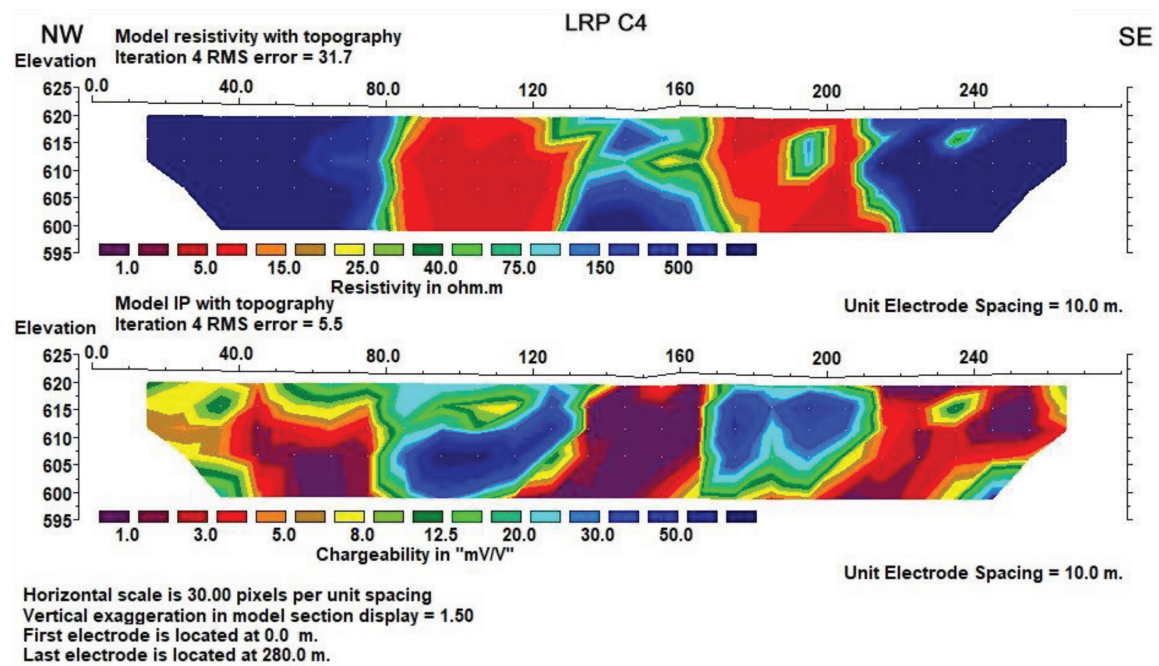 LRP C4
NW
SE
Model resistivity with topography
Elevation Iteration 4 RMS error = 31.7
0.0 40.0 80.0 120 160 200 240
625
620
615
610
605
600
595
1.0 5.0 15.0 25.0 40.0 75.0 150 500
Resistivity in ohm.m
Unit Electrode Spacing = 10.0 m.
Model IP with topography
Elevation Iteration 4 RMS error = 5.5
0.0 40.0 80.0 120 160 200 240
625
620
615
610
605
600
595
1.0 3.0 5.0 8.0 12.5 20.0 30.0 50.0
Chargeability in "mV/V"
Unit Electrode Spacing = 10.0 m.
Horizontal scale is 30.00 pixels per unit spacing
Vertical exaggeration in model section display = 1.50
First electrode is located at 0.0 m.
Last electrode is located at 280.0 m.